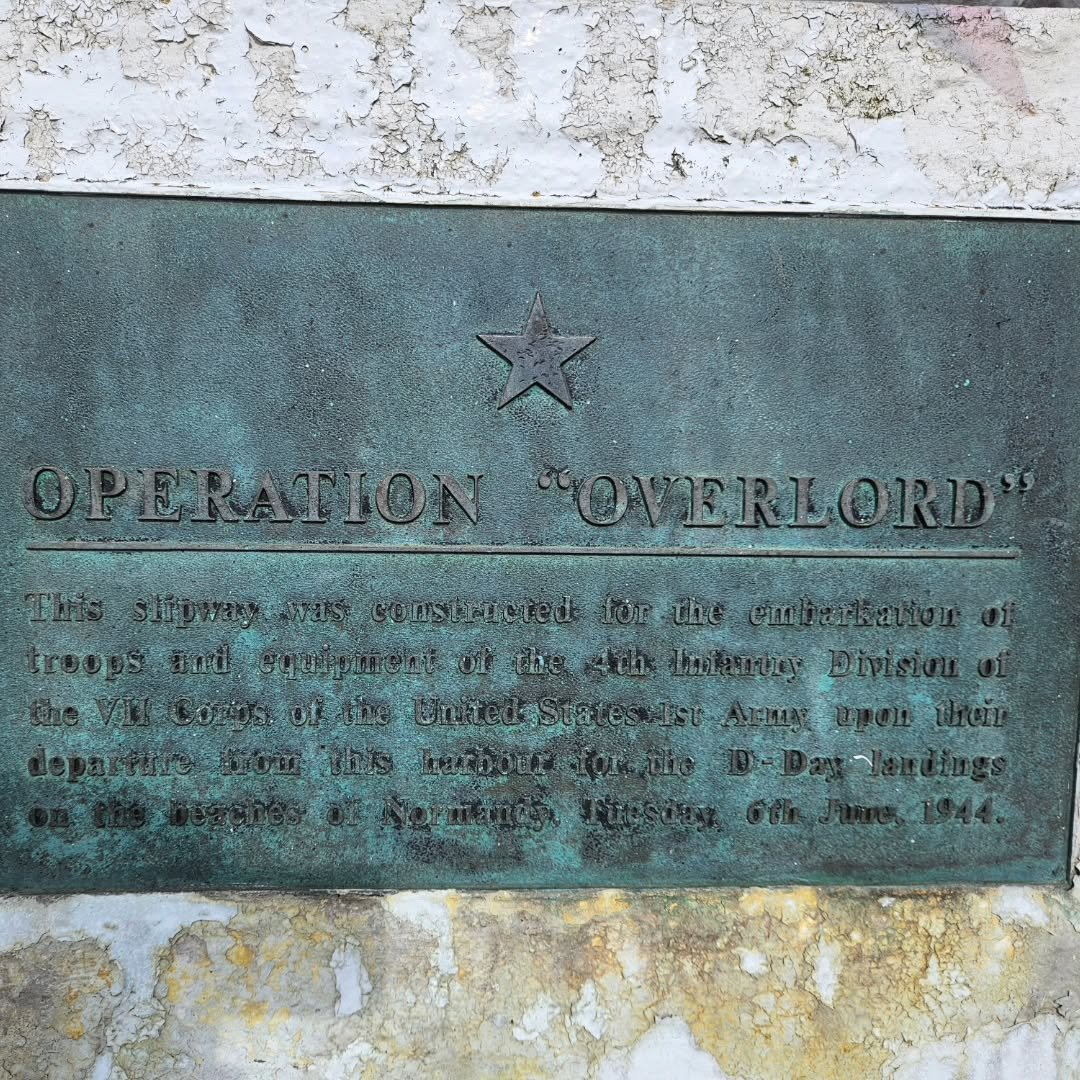 OPERATION “OVERLORD”
This slipway was constructed for the embarkation of
troops and equipment of the 4th Infantry Division of
the VII Corps of the United States 1st Army upon their
departure from this harbour for the D-Day landings
on the beaches of Normandy, Tuesday, 6th June, 1944.